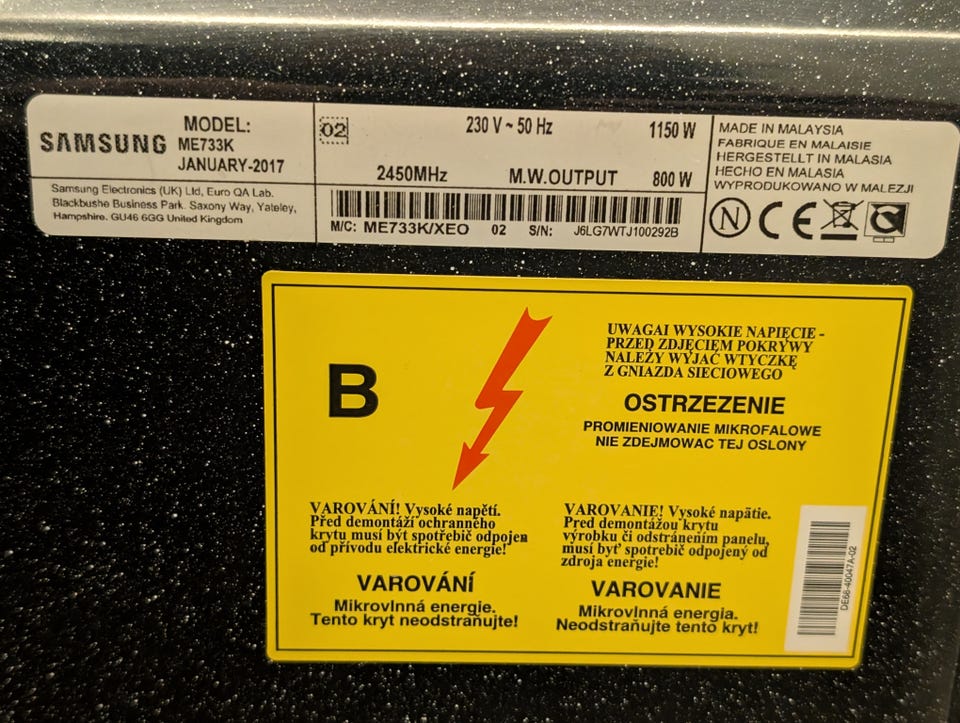 SAMSUNG
MODEL:
ME733K
JANUARY-2017
Samsung Electronics (UK) Ltd, Euro QA Lab.
Blackbushe Business Park. Saxony Way, Yateley,
Hampshire. GU46 6GG United Kingdom
02
230 V ~ 50 Hz
1150 W
2450MHz
M.W.OUTPUT
800 W
M/C: ME733K/XEO 02 S/N: J6LG7WTJ100292B
MADE IN MALAYSIA
FABRIQUE EN MALAISIE
HERGESTELLT IN MALASIA
HECHO EN MALASIA
WYPRODUKOWANO W MALEZJI
N CE
B
UWAGAI WYSOKIE NAPIĘCIE -
PRZED ZDJĘCIEM POKRYWY
NALEŻY WYJAĆ WTYCZKĘ
Z GNIAZDA SIECIOWEGO
OSTRZEZENIE
PROMIENIOWANIE MIKROFALOWE
NIE ZDEJMOWAC TEJ OSLONY
VAROVÁNÍ! Vysoké napětí.
Před demontáží ochranného
krytu musí být spotřebič odpojen
od přívodu elektrické energie!
VAROVÁNÍ
Mikrovlnná energie.
Tento kryt neodstraňujte!
VAROVANIE! Vysoké napätie.
Pred demontážou krytu
výrobku či odstránením panelu,
musí byť spotrebič odpojený od
zdroja energie!
VAROVANIE
Mikrovlnná energia.
Neodstraňujte tento kryt!
DE68-40047A-02